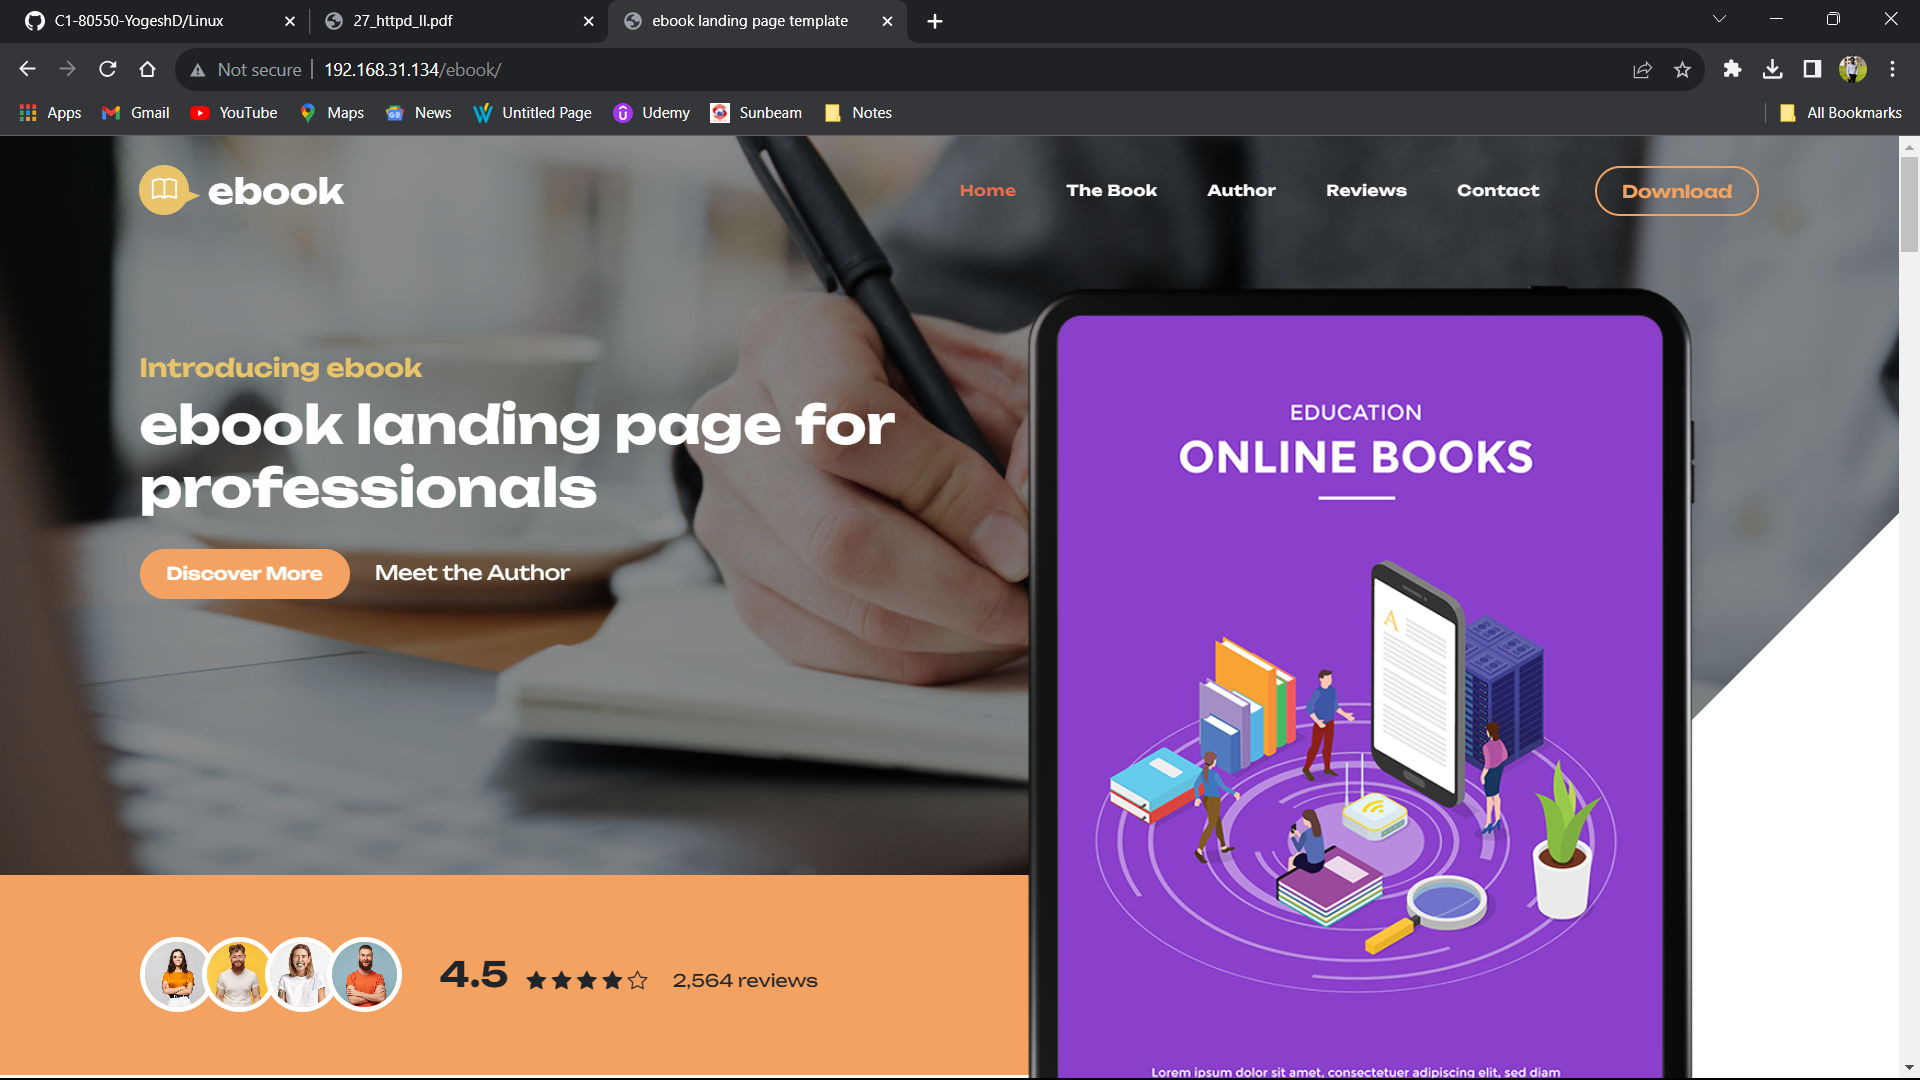 C1-80550-YogeshD/Linux
27_httpd_II.pdf
ebook landing page template
Not secure
192.168.31.134/ebook/
Apps
Gmail
YouTube
Maps
News
Untitled Page
Udemy
Sunbeam
Notes
All Bookmarks
ebook
Home
The Book
Author
Reviews
Contact
Download
Introducing ebook
ebook landing page for
professionals
Discover More
Meet the Author
EDUCATION
ONLINE BOOKS
A
4.5
2,564 reviews
Lorem ipsum dolor sit amet, consectetuer adipiscing elit, sed diam